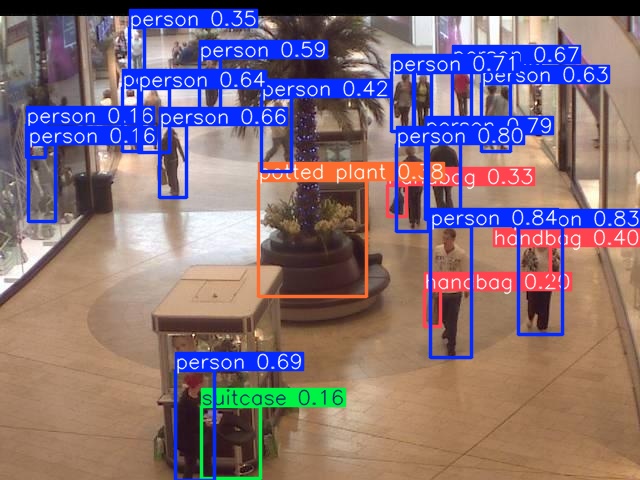 person 0.35
person 0.59
person 0.67
person 0.71
person 0.63
person 0.64
person 0.42
person 0.16
person 0.66
person 0.16
0.79
person 0.80
potted plant 0.38
handbag 0.33
person 0.84
person 0.83
handbag 0.40
handbag 0.29
person 0.69
suitcase 0.16